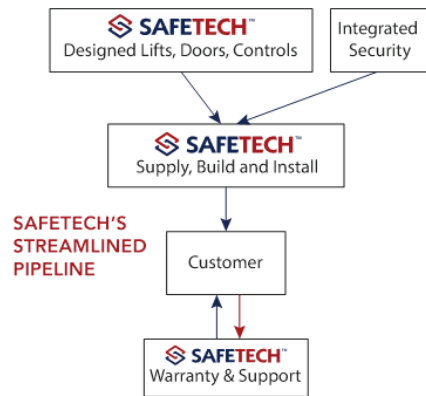 SAFETECH™
Designed Lifts, Doors, Controls
Integrated
Security
SAFETECH™
Supply, Build and Install
SAFETECH'S
STREAMLINED
PIPELINE
Customer
SAFETECH™
Warranty & Support